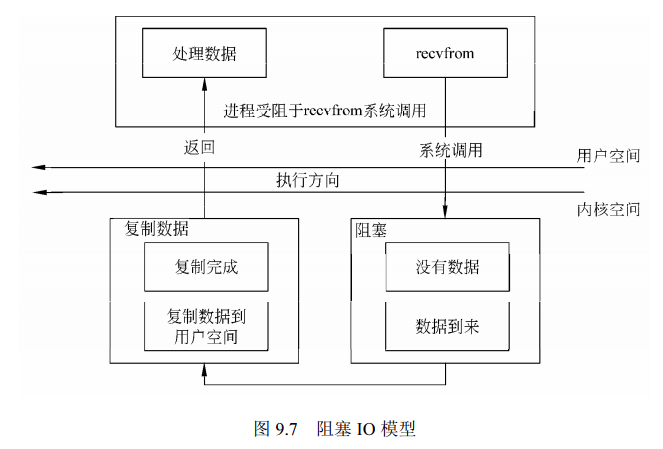 处理数据
recvfrom
进程受阻于recvfrom系统调用
返回
系统调用
用户空间
执行方向
内核空间
复制数据
阻塞
复制完成
没有数据
复制数据到
用户空间
数据到来
图 9.7 阻塞 IO 模型